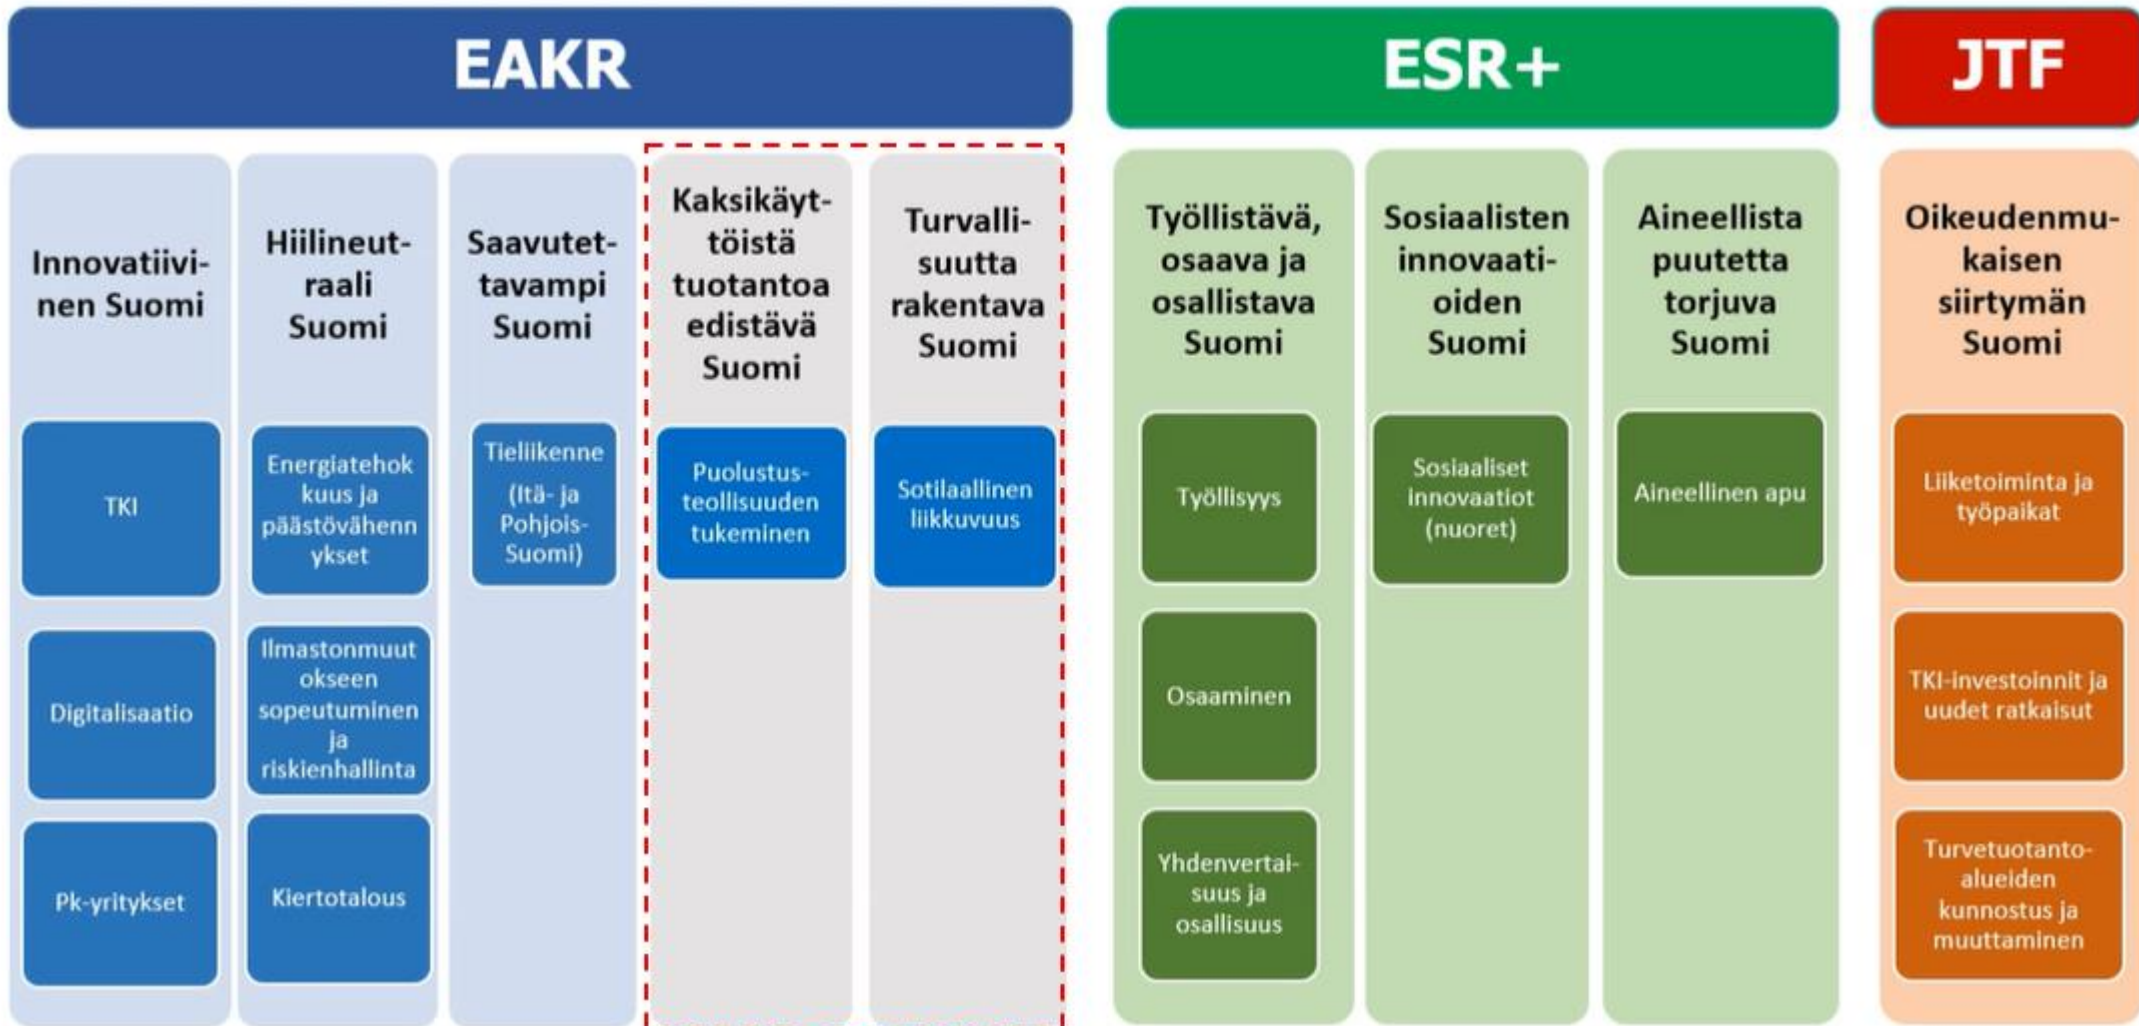 EAKR
Innovatiivi-
nen Suomi
TKI
Digitalisaatio
Pk-yritykset
Hiilineut-
raali
Suomi
Energiatehok
kuus ja
päästövähenn
ykset
Ilmastonmuut
okseen
sopeutuminen
ja
riskienhallinta
Kiertotalous
Saavutet-
tavampi
Suomi
Tieliikenne
(Itä- ja
Pohjois-
Suomi)
Kaksikäyt-
töistä
tuotantoa
edistävä
Suomi
Puolustus-
teollisuuden
tukeminen
Turvalli-
suutta
rakentava
Suomi
Sotilaallinen
liikkuvuus
ESR+
Työllistävä,
osaava ja
osallistava
Suomi
Työllisyys
Osaaminen
Yhdenvertai-
suus ja
osallisuus
Sosiaalisten
innovaati-
oiden
Suomi
Sosiaaliset
innovaatiot
(nuoret)
Aineellista
puutetta
torjuva
Suomi
Aineellinen apu
JTF
Oikeudenmu-
kaisen
siirtymän
Suomi
Liiketoiminta ja
työpaikat
TKI-investoinnit ja
uudet ratkaisut
Turvetuotanto-
alueiden
kunnostus ja
muuttaminen